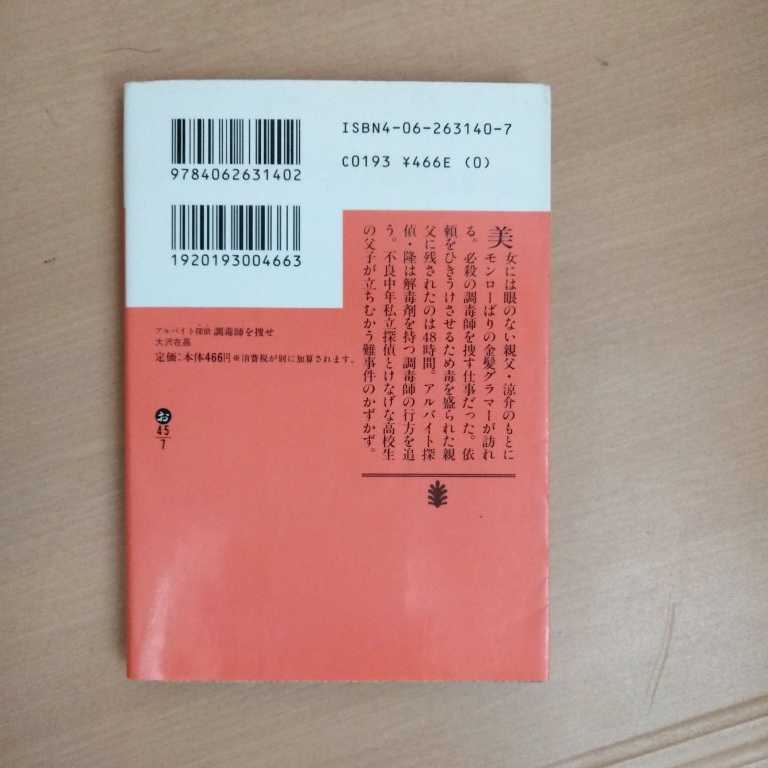 ISBN4-06-263140-7
C0193 ¥466E (0)
9784062631402
1920193004663
美女には眼のない親父・涼介のもとに
モンローばりの金髪グラマーが訪れ
る。必殺の調毒師を捜す仕事だった。依
頼をひきうけさせるため毒を盛られた親
父に残されたのは48時間。アルバイト探
偵・隆は解毒剤を持つ調毒師の行方を追
う。不良中年私立探偵とけなげな高校生
の父子が立ちむかう難事件のかずかず。
アルバイト探偵 調毒師を捜せ
大沢在昌
定価:本体466円※消費税が別に加算されます。
お
45
7